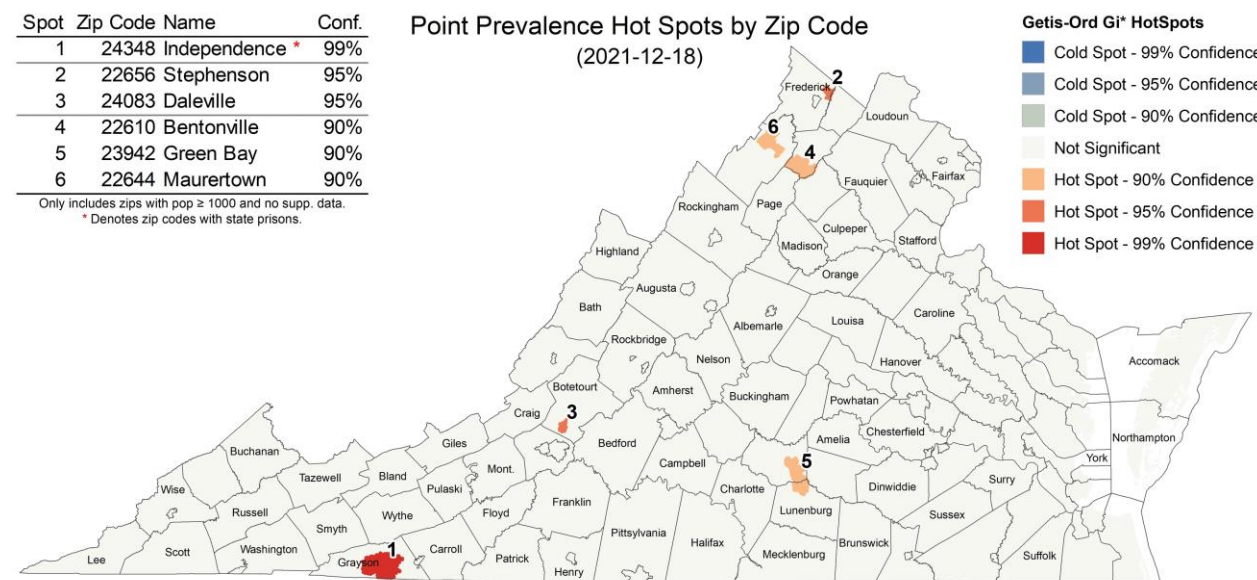 Point Prevalence Hot Spots by Zip Code
(2021-12-18)
Spot Zip Code Name Conf.
1 24348 Independence * 99%
2 22656 Stephenson 95%
3 24083 Daleville 95%
4 22610 Bentonville 90%
5 23942 Green Bay 90%
6 22644 Maurertown 90%
Only includes zips with pop ≥ 1000 and no supp. data.
* Denotes zip codes with state prisons.
Getis-Ord Gi* HotSpots
Cold Spot - 99% Confidence
Cold Spot - 95% Confidence
Cold Spot - 90% Confidence
Not Significant
Hot Spot - 90% Confidence
Hot Spot - 95% Confidence
Hot Spot - 99% Confidence
2
Frederick
Loudoun
6
4
Fairfax
Fauquier
Page
Rockingham
Culpeper
Stafford
Madison
Highland
Orange
Augusta
Bath
Caroline
Albemarle
Louisa
Rockbridge
Nelson
Hanover
Accomack
Botetourt
Amherst
Buckingham
Powhatan
Craig
3
Chesterfield
Northampton
Amelia
Giles
Bedford
Buchanan
5
York
Campbell
Mont.
Tazewell
Bland
Surry
Dinwiddie
Charlotte
Wise
Pulaski
Franklin
Lunenburg
Russell
Floyd
Wythe
Sussex
Smyth
Pittsylvania
Halifax
Brunswick
Washington
1
Carroll
Scott
Mecklenburg
Suffolk
Lee
Grayson
Patrick
Henry